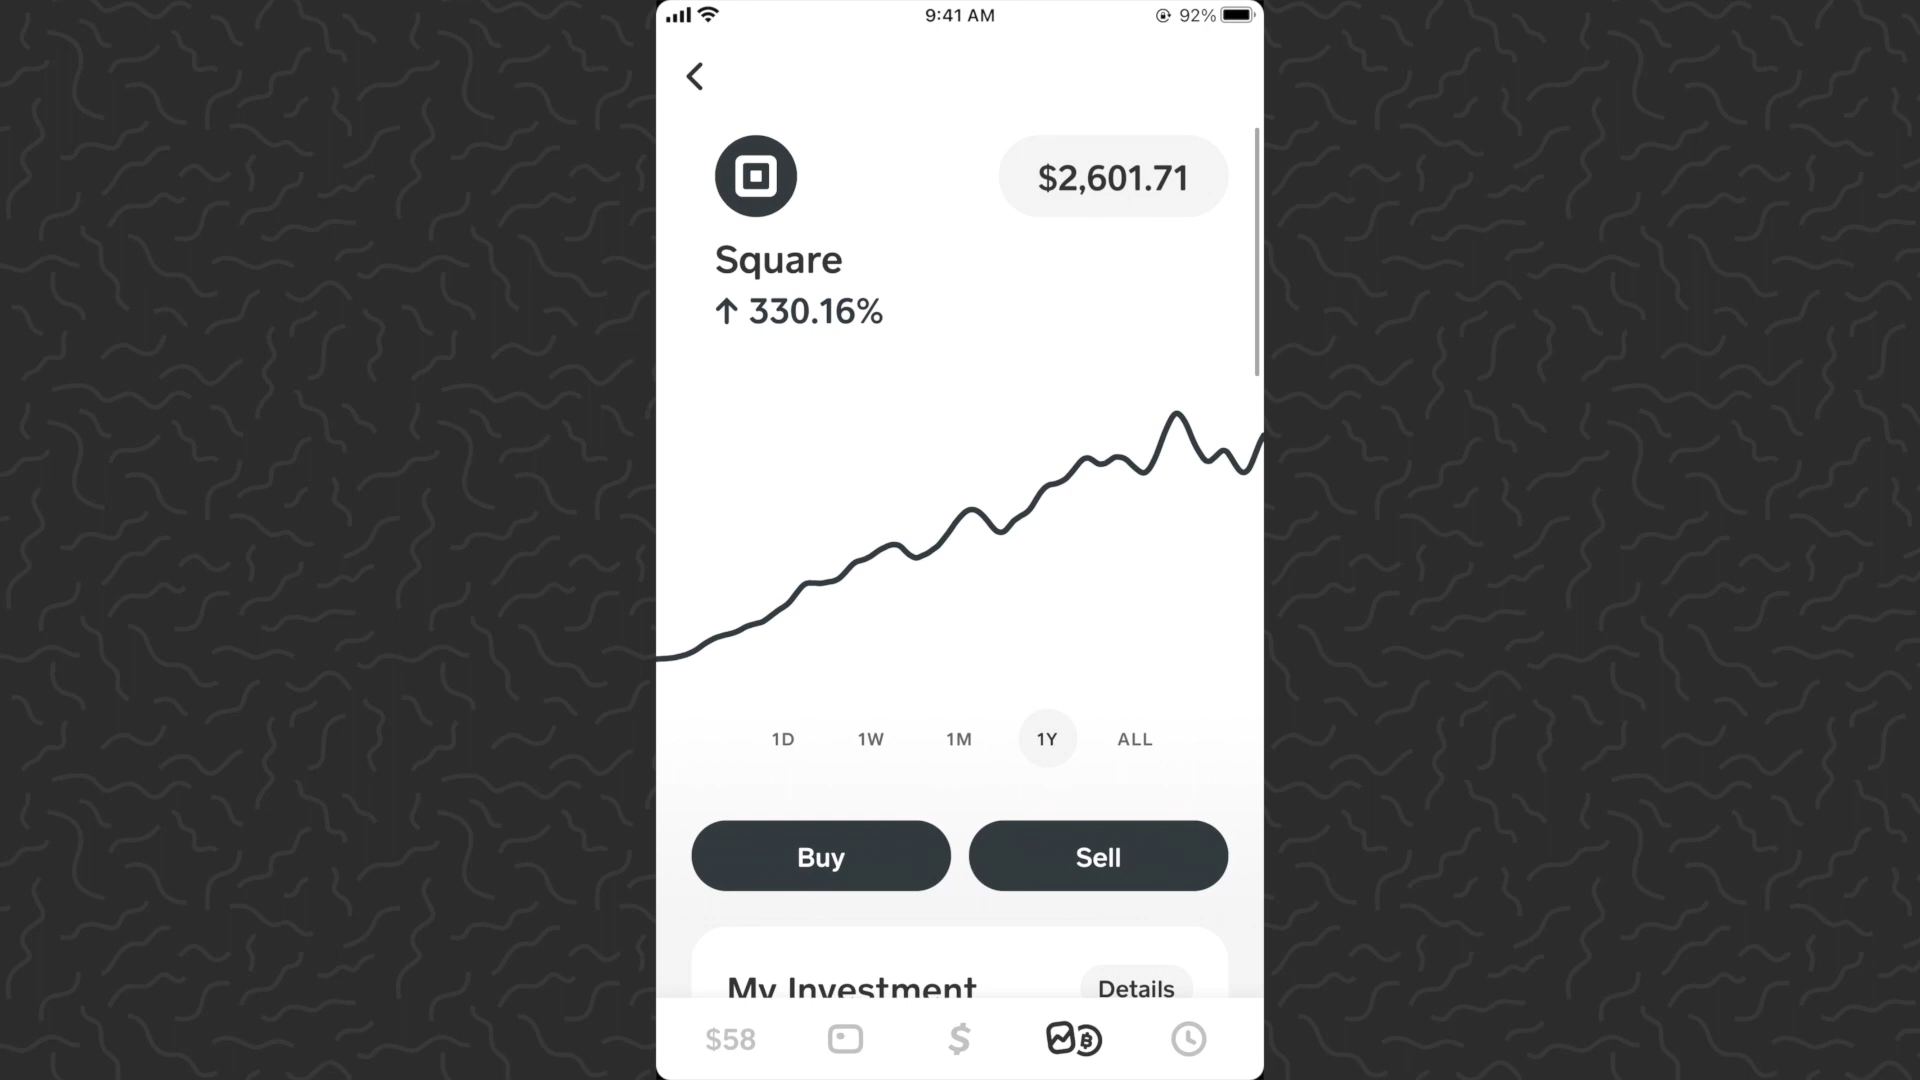 9:41 AM
92%
$2,601.71
Square
↑ 330.16%
1D 1W 1M 1Y ALL
Buy Sell
My Investment Details
$58 $